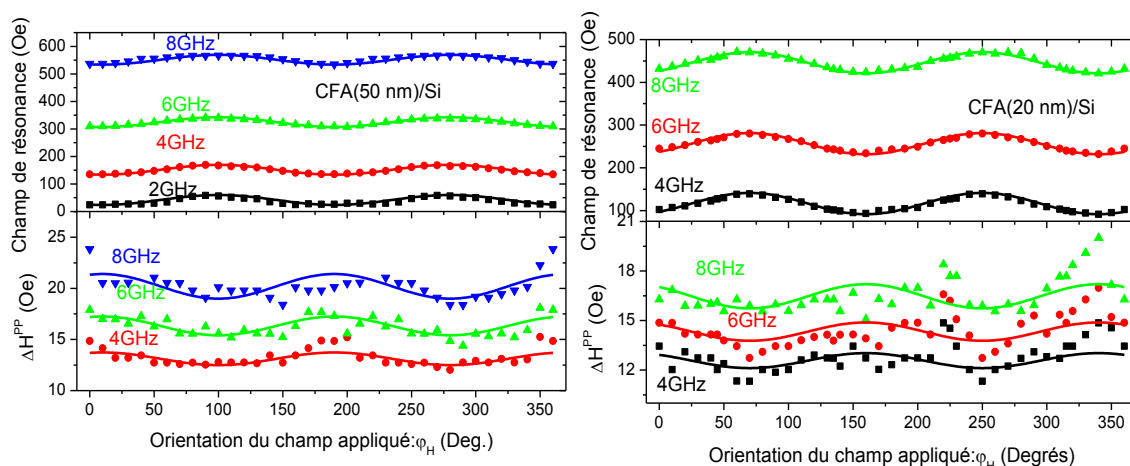 Champ de résonance (Oe)
600
500
400
300
200
100
0
8GHz
CFA(50 nm)/Si
6GHz
4GHz
2GHz
ΔH^PP (Oe)
25
20
15
10
8GHz
6GHz
4GHz
0 50 100 150 200 250 300 350
Orientation du champ appliqué:φ_H (Deg.)
Champ de résonance (Oe)
500
400
300
200
100
8GHz
CFA(20 nm)/Si
6GHz
4GHz
ΔH^PP (Oe)
21
18
15
12
8GHz
6GHz
4GHz
0 50 100 150 200 250 300 350
Orientation du champ appliqué:φ_H (Degrés)